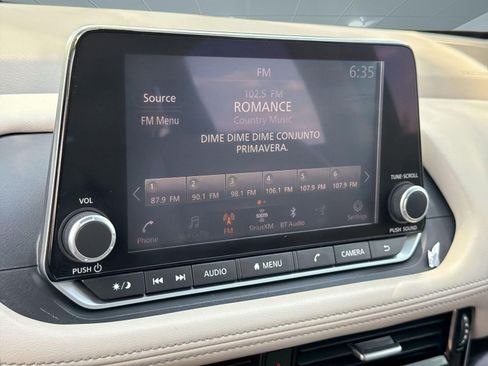 FM
6:35
102.5 FM
Source
ROMANCE
Country Music
FM Menu
DIME DIME DIME CONJUNTO
PRIMAVERA.
1 2 3 4 5 6
87.9 FM 90.1 FM 98.1 FM 106.1 FM 107.9 FM 107.9 FM
sxm
Phone FM SiriusXM BT Audio Settings
VOL
PUSH
TUNE·SCROLL
PUSH SOUND
AUDIO MENU CAMERA